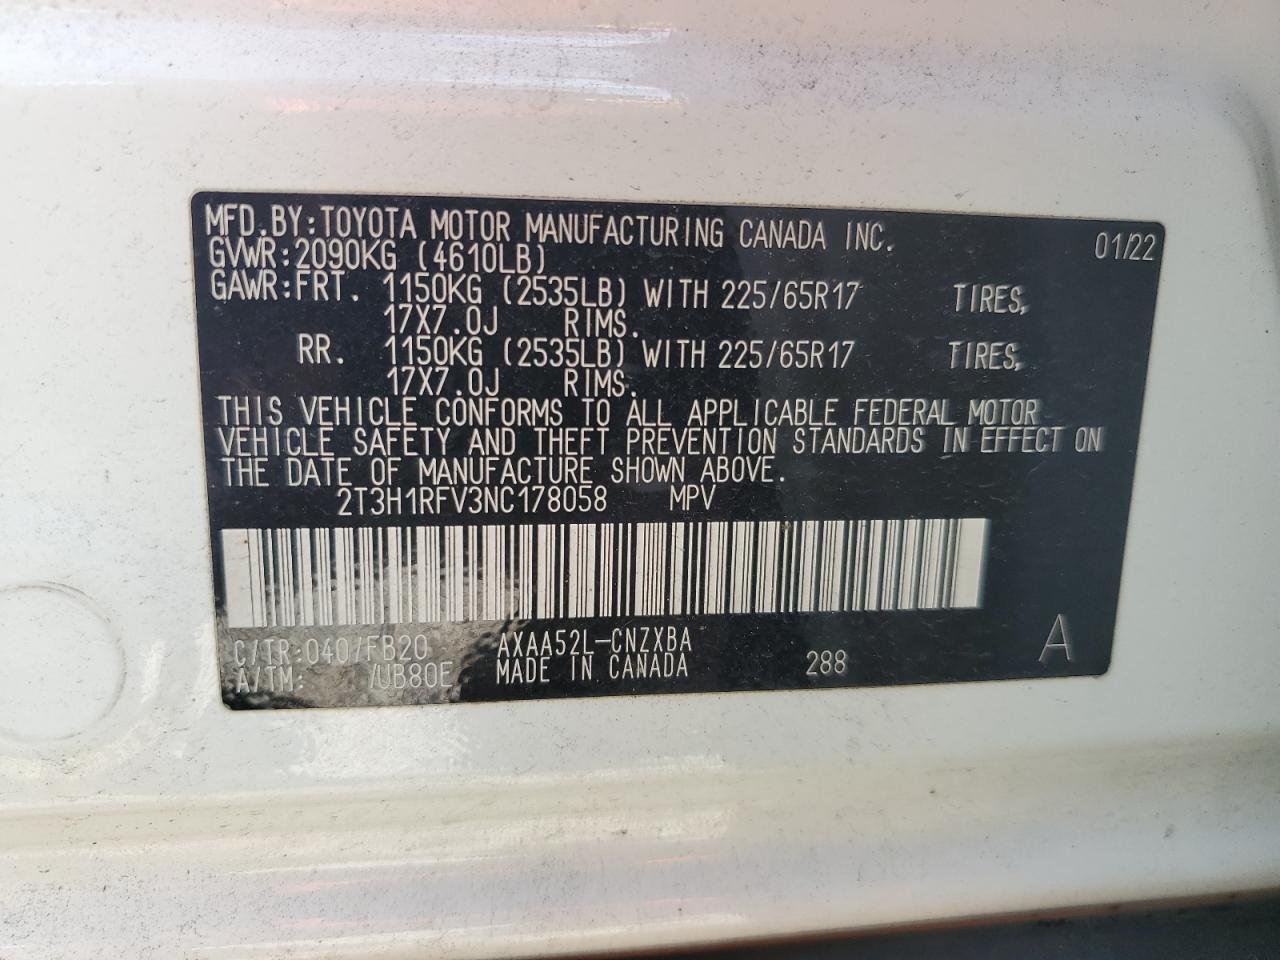 MFD.BY:TOYOTA MOTOR MANUFACTURING CANADA INC. 01/22
GVWR:2090KG (4610LB)
GAWR:FRT. 1150KG (2535LB) WITH 225/65R17 TIRES,
17X7.0J RIMS.
RR. 1150KG (2535LB) WITH 225/65R17 TIRES,
17X7.0J RIMS.
THIS VEHICLE CONFORMS TO ALL APPLICABLE FEDERAL MOTOR
VEHICLE SAFETY AND THEFT PREVENTION STANDARDS IN EFFECT ON
THE DATE OF MANUFACTURE SHOWN ABOVE.
2T3H1RFV3NC178058 MPV
C/TR:040/FB20 AXAA52L-CNZXBA
A/TM: /UB80E MADE IN CANADA 288 A